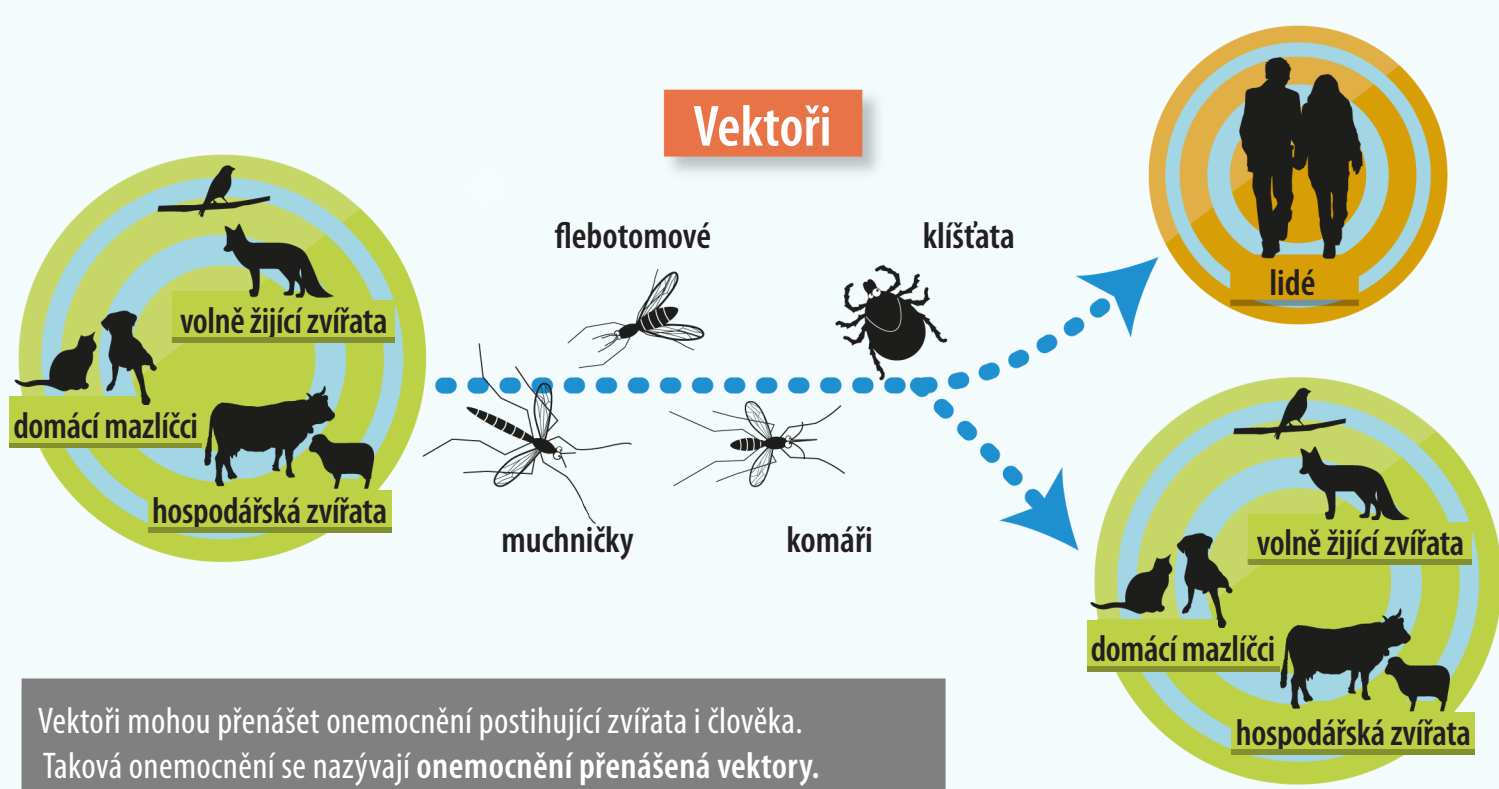 Vektoři
volně žijící zvířata
domácí mazlíčci
hospodářská zvířata
flebotomové
klíšťata
muchničky
komáři
lidé
volně žijící zvířata
domácí mazlíčci
hospodářská zvířata
Vektoři mohou přenášet onemocnění postihující zvířata i člověka.
Taková onemocnění se nazývají onemocnění přenášená vektory.